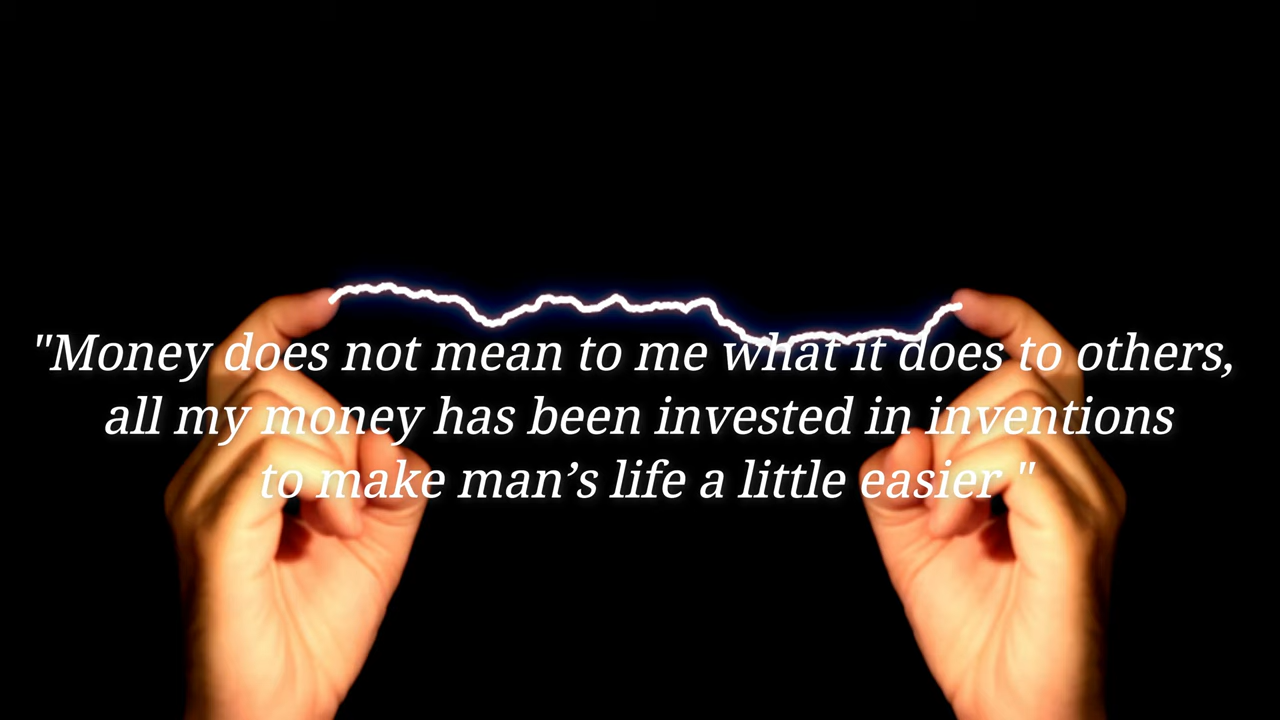 "Money does not mean to me what it does to others,
all my money has been invested in inventions
to make man’s life a little easier "